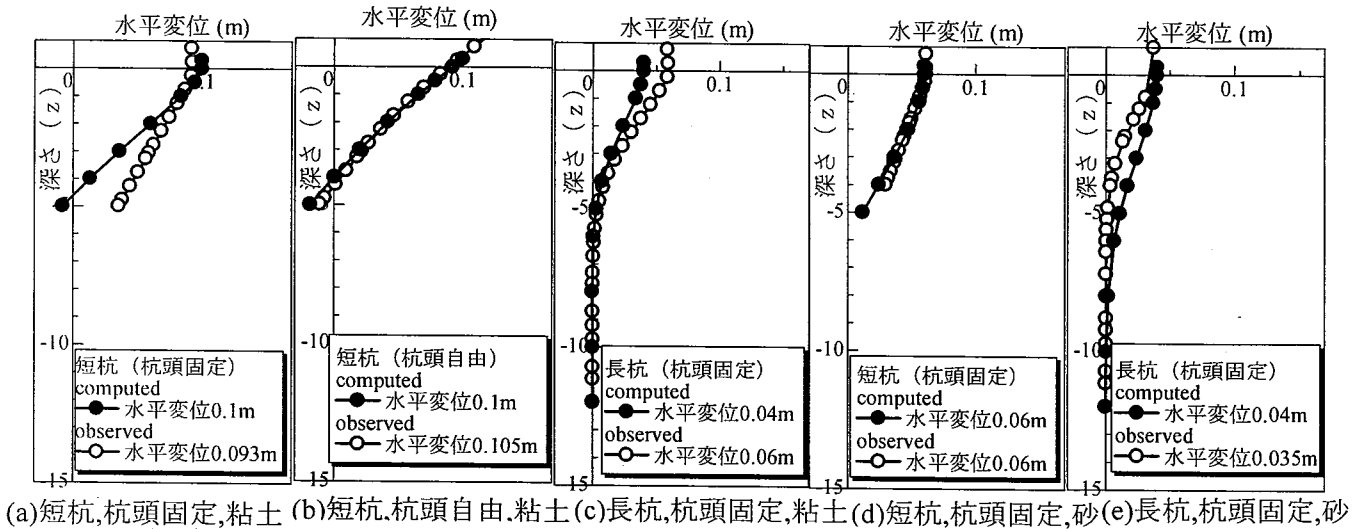 水平変位 (m)
0
0.1
深さ (z)
-10
-15
短杭（杭頭固定）
computed
水平変位0.1m
observed
水平変位0.093m
(a)短杭,杭頭固定,粘土
水平変位 (m)
0
0.1
深さ (z)
-5
-10
-15
短杭（杭頭自由）
computed
水平変位0.1m
observed
水平変位0.105m
(b)短杭,杭頭自由,粘土
水平変位 (m)
0
0.1
深さ (z)
-5
-10
15
長杭（杭頭固定）
computed
水平変位0.04m
observed
水平変位0.06m
(c)長杭,杭頭固定,粘土
水平変位 (m)
0
0.1
深さ (z)
-5
-10
-15
短杭（杭頭固定）
computed
水平変位0.06m
observed
水平変位0.06m
(d)短杭,杭頭固定,砂
水平変位 (m)
0
0.1
深さ (z)
-5
-10
15
長杭（杭頭固定）
computed
水平変位0.04m
observed
水平変位0.035m
(e)長杭,杭頭固定,砂